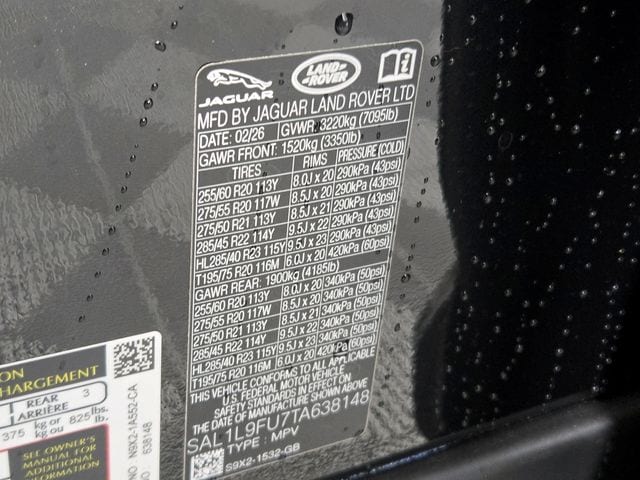 JAGUAR
LAND ROVER
MFD BY JAGUAR LAND ROVER LTD
DATE: 02/26 GVWR: 3220kg (7095lb)
GAWR FRONT: 1520kg (3350lb)
TIRES RIMS PRESSURE (COLD)
255/60 R20 113Y 8.0J x 20 290kPa (43psi)
275/55 R20 117W 8.5J x 20 290kPa (43psi)
275/50 R21 113Y 8.5J x 21 290kPa (43psi)
285/45 R22 114Y 9.5J x 22 290kPa (43psi)
HL285/40 R23 115Y 9.5J x 23 290kPa (43psi)
T195/75 R20 116M 6.0J x 20 420kPa (60psi)
GAWR REAR: 1900kg (4185lb)
255/60 R20 113Y 8.0J x 20 340kPa (50psi)
275/55 R20 117W 8.5J x 20 340kPa (50psi)
275/50 R21 113Y 8.5J x 21 340kPa (50psi)
285/45 R22 114Y 9.5J x 22 340kPa (50psi)
HL285/40 R23 115Y 9.5J x 23 340kPa (50psi)
T195/75 R20 116M 6.0J x 20 420kPa (60psi)
THIS VEHICLE CONFORMS TO ALL APPLICABLE
U.S. FEDERAL MOTOR VEHICLE
SAFETY STANDARDS IN EFFECT ON
THE DATE OF MANUFACTURE SHOWN ABOVE
SAL1L9FU7TA638148
TYPE: MPV
S9X2-1532-GB
ON
CHARGEMENT
REAR
ARRIÈRE 3
375 kg or
kg ou 825 lbs.
lb.
SEE OWNER'S
MANUAL FOR
ADDITIONAL
N9X2-1A552-CA
638148